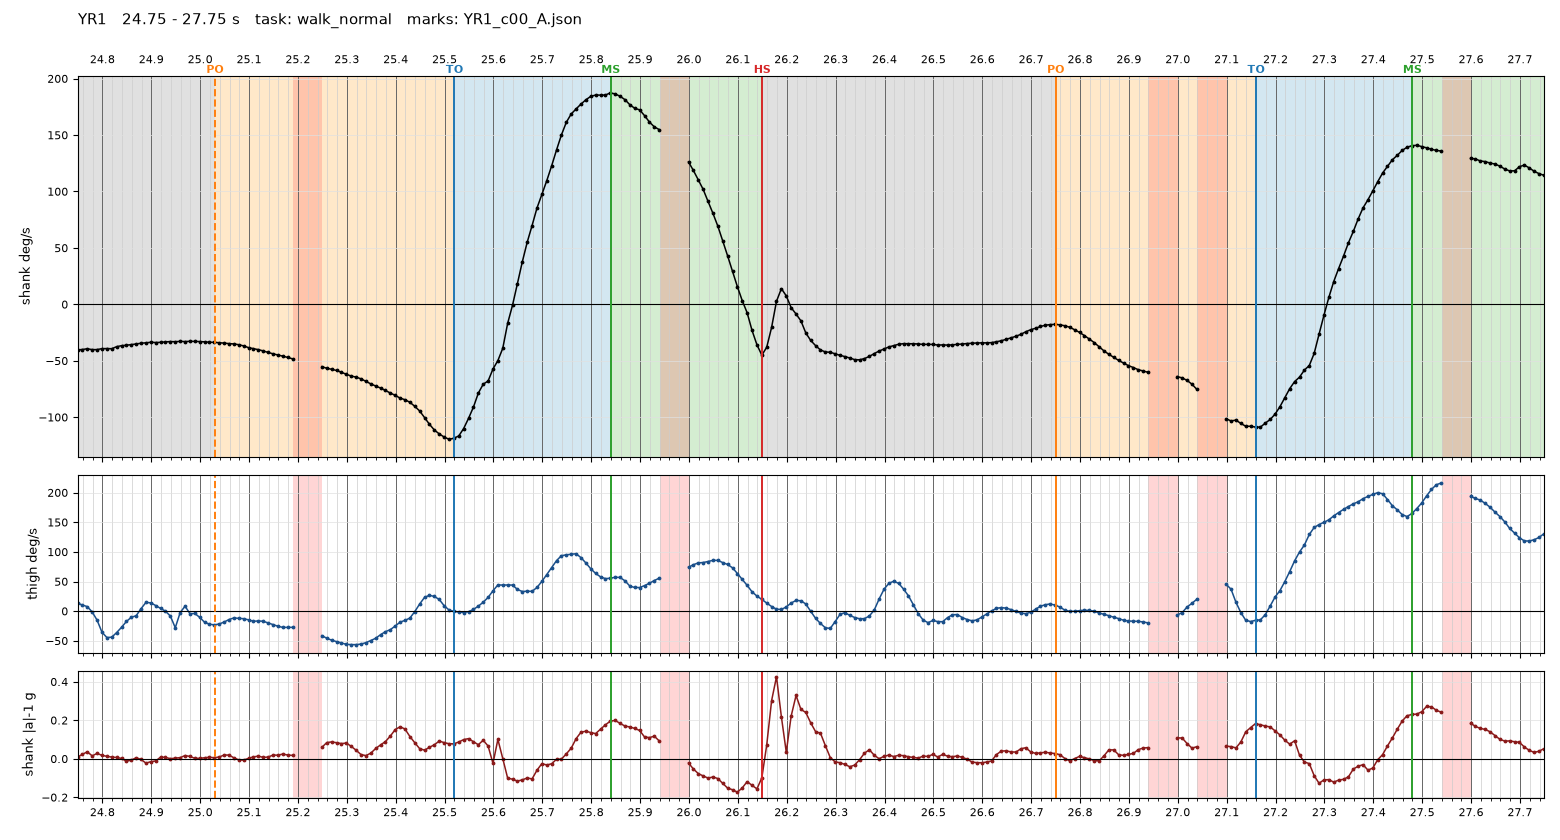 YR1   24.75 - 27.75 s   task: walk_normal   marks: YR1_c00_A.json
24.8 24.9 25.0 25.1 25.2 25.3 25.4 25.5 25.6 25.7 25.8 25.9 26.0 26.1 26.2 26.3 26.4 26.5 26.6 26.7 26.8 26.9 27.0 27.1 27.2 27.3 27.4 27.5 27.6 27.7
PO TO MS HS PO TO MS
200
150
100
50
0
−50
−100
shank deg/s
200
150
100
50
0
−50
thigh deg/s
0.4
0.2
0.0
−0.2
shank |a|-1 g
24.8 24.9 25.0 25.1 25.2 25.3 25.4 25.5 25.6 25.7 25.8 25.9 26.0 26.1 26.2 26.3 26.4 26.5 26.6 26.7 26.8 26.9 27.0 27.1 27.2 27.3 27.4 27.5 27.6 27.7